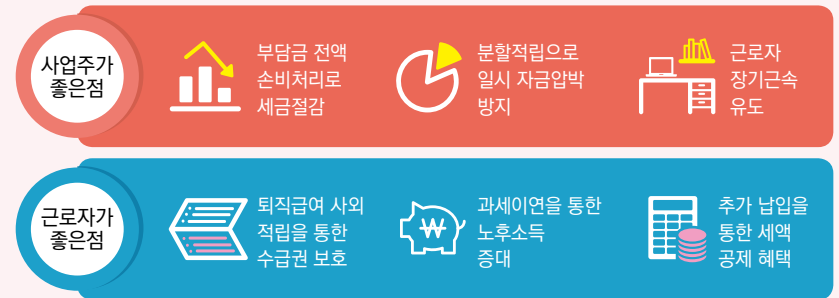 사업주가
좋은점
부담금 전액
손비처리로
세금절감
분할적립으로
일시 자금압박
방지
근로자
장기근속
유도
근로자가
좋은점
퇴직급여 사외
적립을 통한
수급권 보호
₩
과세이연을 통한
노후소득
증대
추가 납입을
통한 세액
공제 혜택